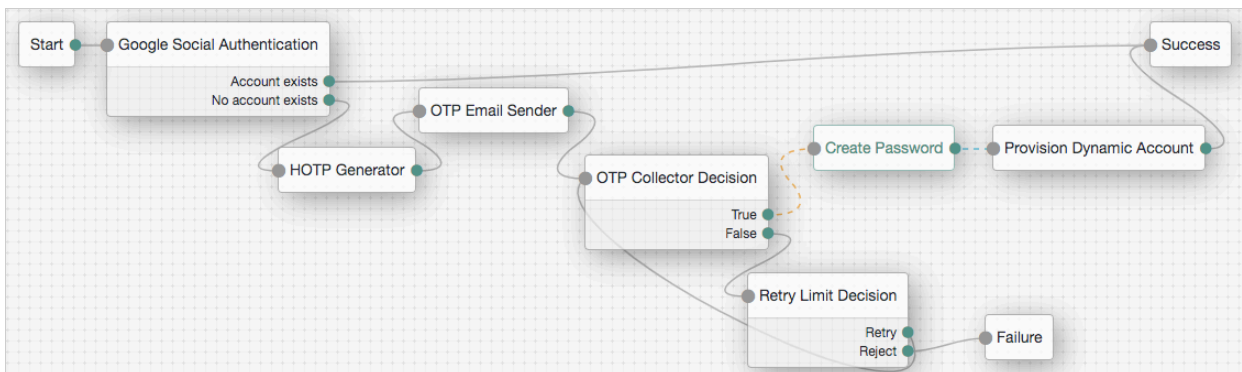 Start
Google Social Authentication
Account exists
No account exists
HOTP Generator
OTP Email Sender
OTP Collector Decision
True
False
Retry Limit Decision
Retry
Reject
Create Password
Provision Dynamic Account
Success
Failure